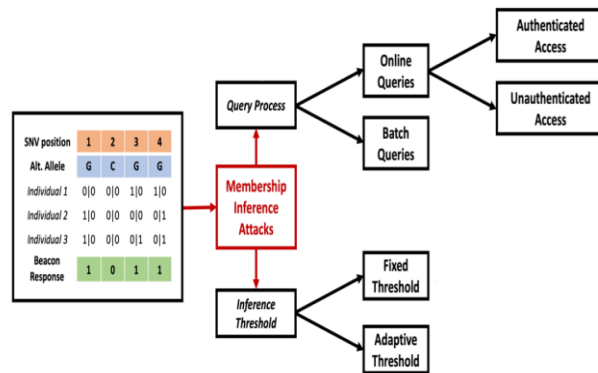 SNV position 1 2 3 4
Alt. Allele G C G G
Individual 1 0|0 0|0 1|0 1|0
Individual 2 1|0 0|0 0|0 0|1
Individual 3 1|0 0|0 0|1 0|1
Beacon
Response 1 0 1 1
Membership
Inference
Attacks
Query Process
Online
Queries
Batch
Queries
Authenticated
Access
Unauthenticated
Access
Inference
Threshold
Fixed
Threshold
Adaptive
Threshold